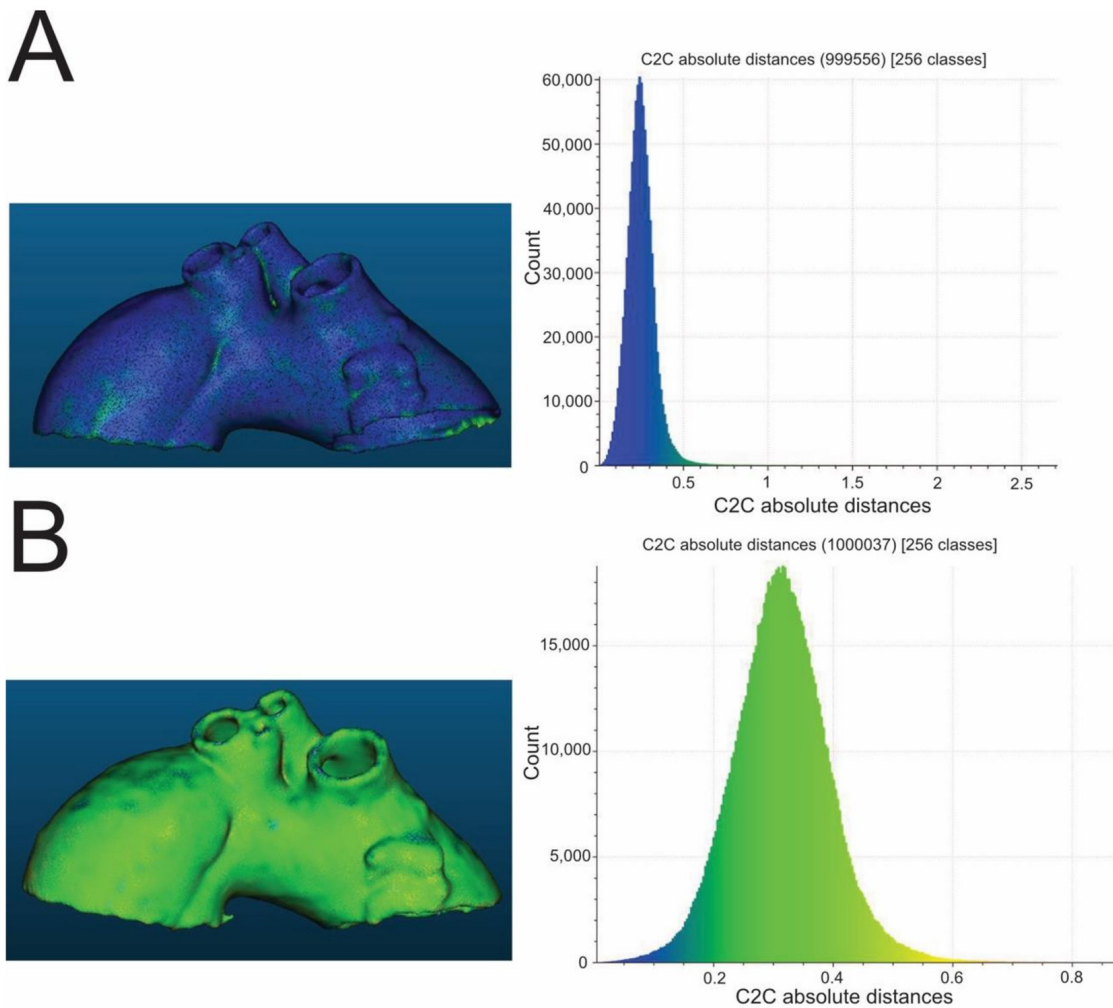 A
C2C absolute distances (999556) [256 classes]
60,000
50,000
40,000
30,000
20,000
10,000
0
Count
0.5 1 1.5 2 2.5
C2C absolute distances
B
C2C absolute distances (1000037) [256 classes]
15,000
10,000
5,000
0
Count
0.2 0.4 0.6 0.8
C2C absolute distances